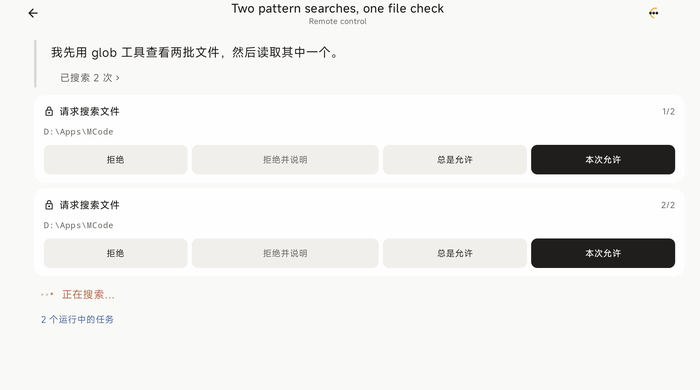 Two pattern searches, one file check
Remote control
我先用 glob 工具查看两批文件，然后读取其中一个。
已搜索 2 次 ›
请求搜索文件 1/2
D:\Apps\MCode
拒绝 拒绝并说明 总是允许 本次允许
请求搜索文件 2/2
D:\Apps\MCode
拒绝 拒绝并说明 总是允许 本次允许
正在搜索...
2 个运行中的任务